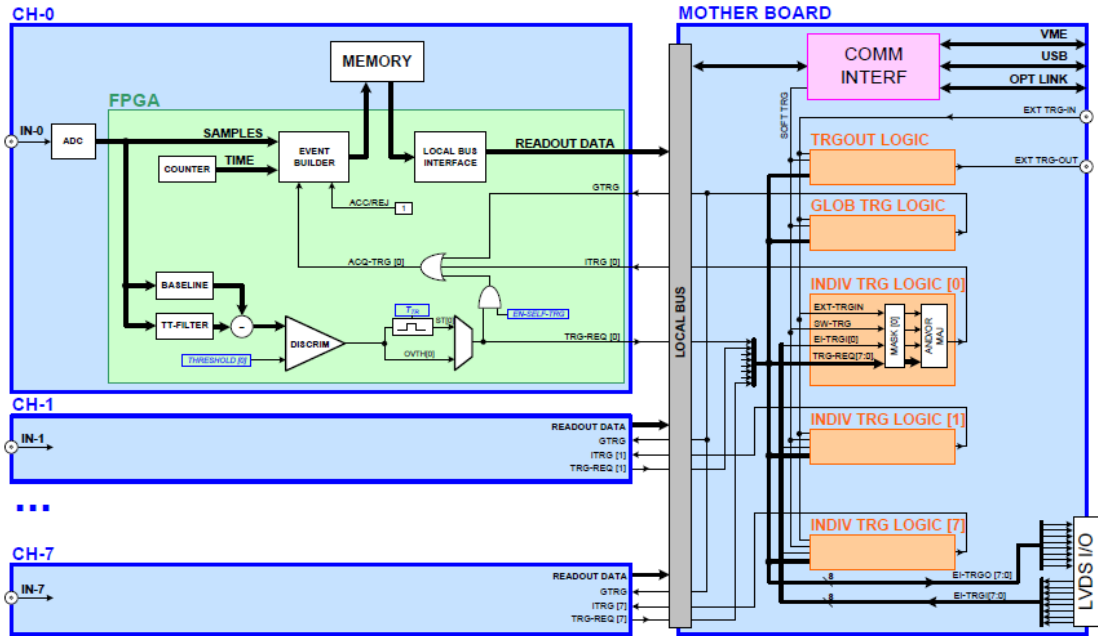 CH-0
MOTHER BOARD
VME
USB
OPT LINK
COMM
INTERF
MEMORY
SOFT TRG
EXT TRG-IN
FPGA
IN-0
ADC
SAMPLES
TIME
COUNTER
EVENT
BUILDER
LOCAL BUS
INTERFACE
READOUT DATA
TRGOUT LOGIC
EXT TRG-OUT
ACC/REJ
1
GTRG
GLOB TRG LOGIC
ACQ-TRG [0]
ITRG [0]
INDIV TRG LOGIC [0]
BASELINE
TT-FILTER
-
DISCRIM
THRESHOLD [0]
ST[0]
OVTH[0]
EN-SELF-TRG
TRG-REQ [0]
LOCAL BUS
EXT-TRGIN
SW-TRG
EI-TRGI[0]
TRG-REQ[7:0]
MASK [0]
AND/OR
MAJ
CH-1
IN-1
READOUT DATA
GTRG
ITRG [1]
TRG-REQ [1]
INDIV TRG LOGIC [1]
...
CH-7
IN-7
READOUT DATA
GTRG
ITRG [7]
TRG-REQ [7]
INDIV TRG LOGIC [7]
8
EI-TRGO [7:0]
8
EI-TRGI[7:0]
LVDS I/O